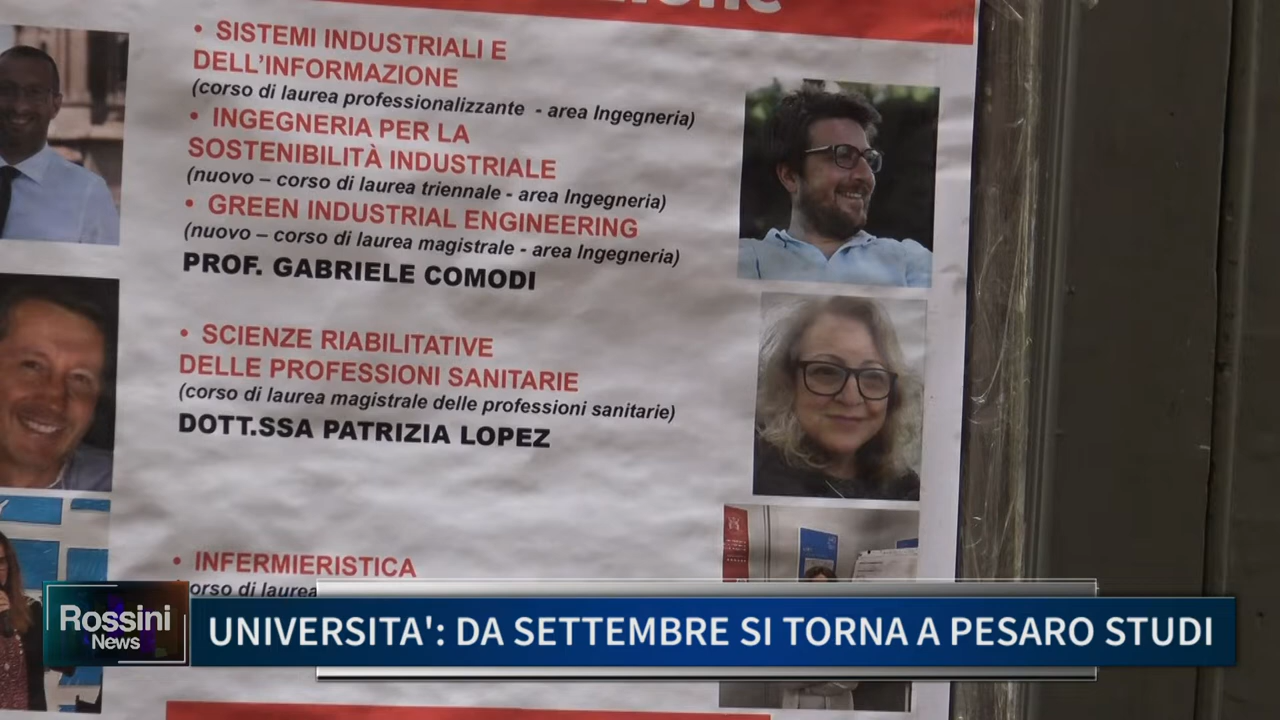 • SISTEMI INDUSTRIALI E
DELL'INFORMAZIONE
(corso di laurea professionalizzante - area Ingegneria)
• INGEGNERIA PER LA
SOSTENIBILITÀ INDUSTRIALE
(nuovo – corso di laurea triennale - area Ingegneria)
• GREEN INDUSTRIAL ENGINEERING
(nuovo – corso di laurea magistrale - area Ingegneria)
PROF. GABRIELE COMODI
• SCIENZE RIABILITATIVE
DELLE PROFESSIONI SANITARIE
(corso di laurea magistrale delle professioni sanitarie)
DOTT.SSA PATRIZIA LOPEZ
• INFERMIERISTICA
corso di laurea
Rossini
News
UNIVERSITA': DA SETTEMBRE SI TORNA A PESARO STUDI